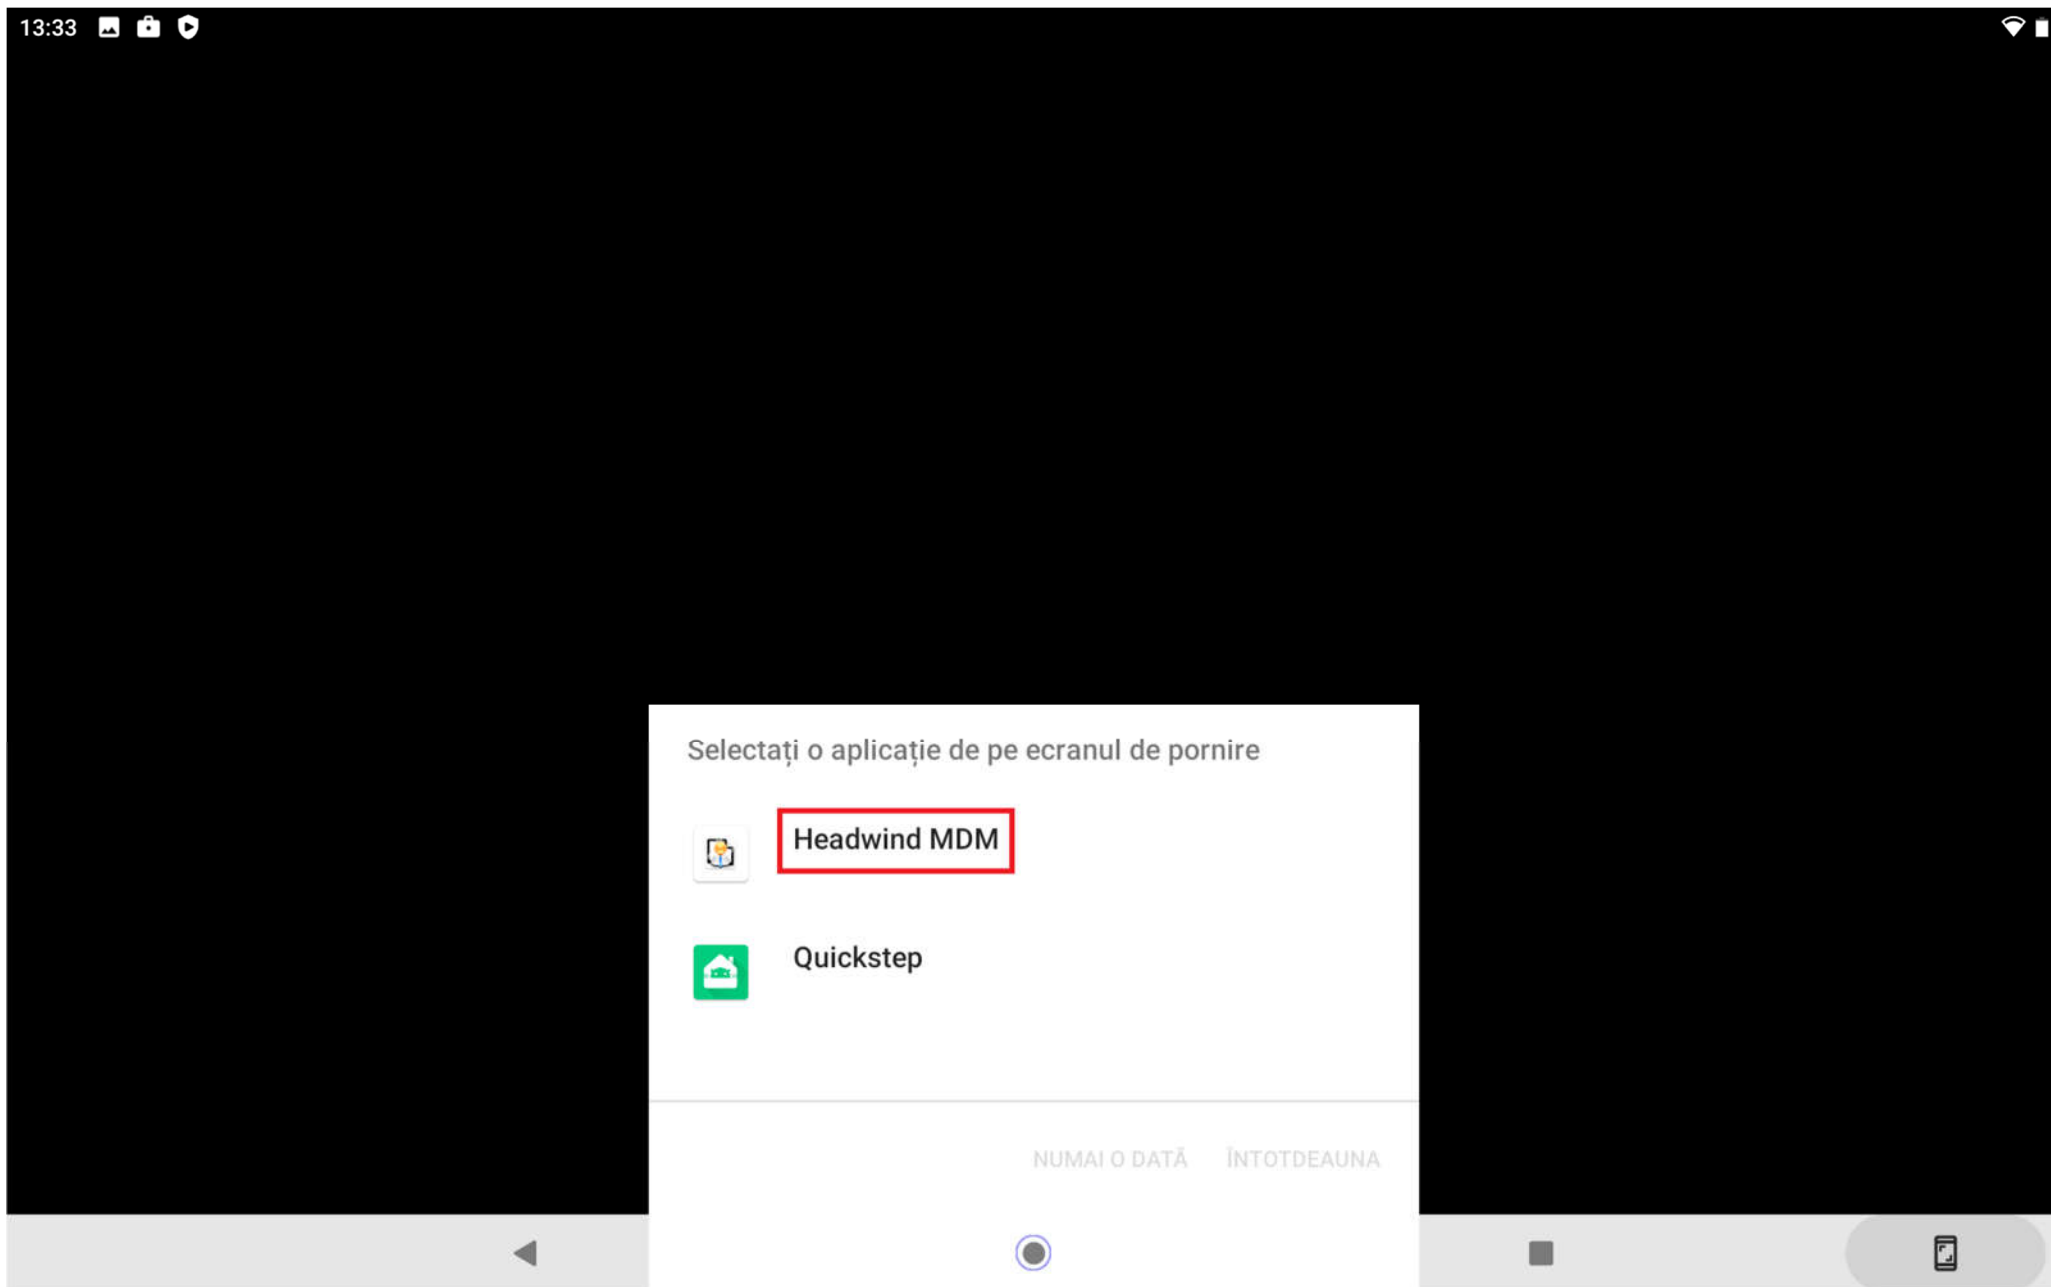 13:33
Selectați o aplicație de pe ecranul de pornire
Headwind MDM
Quickstep
NUMAI O DATĂ ÎNTOTDEAUNA